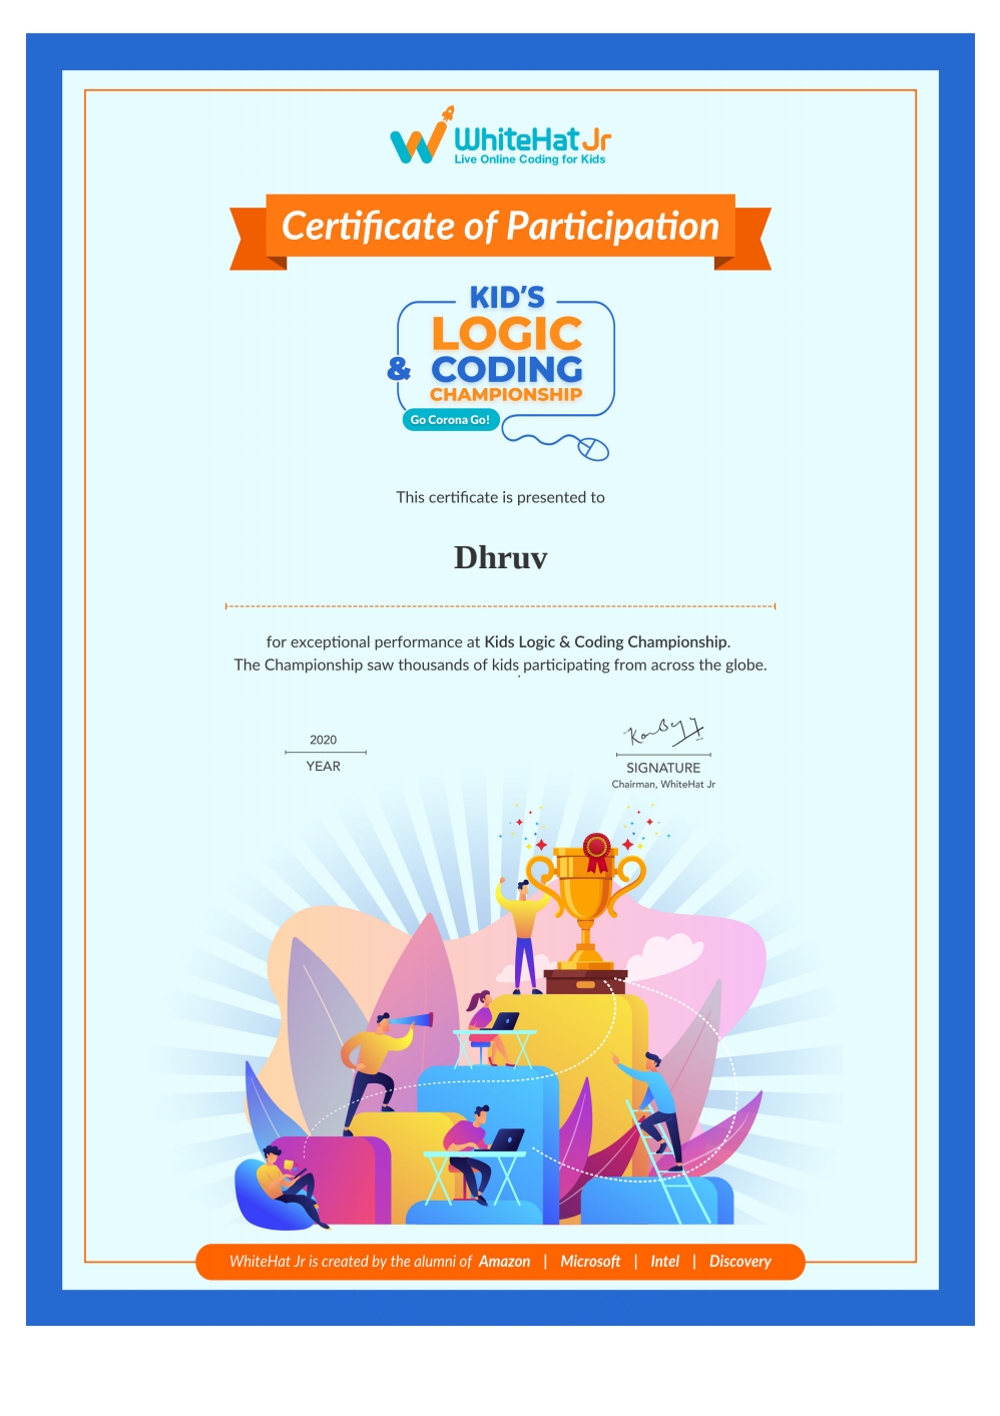 WhiteHat Jr
Live Online Coding for Kids
Certificate of Participation
KID'S
LOGIC
& CODING
CHAMPIONSHIP
Go Corona Go!
This certificate is presented to
Dhruv
for exceptional performance at Kids Logic & Coding Championship.
The Championship saw thousands of kids participating from across the globe.
2020
YEAR
SIGNATURE
Chairman, WhiteHat Jr
WhiteHat Jr is created by the alumni of Amazon | Microsoft | Intel | Discovery